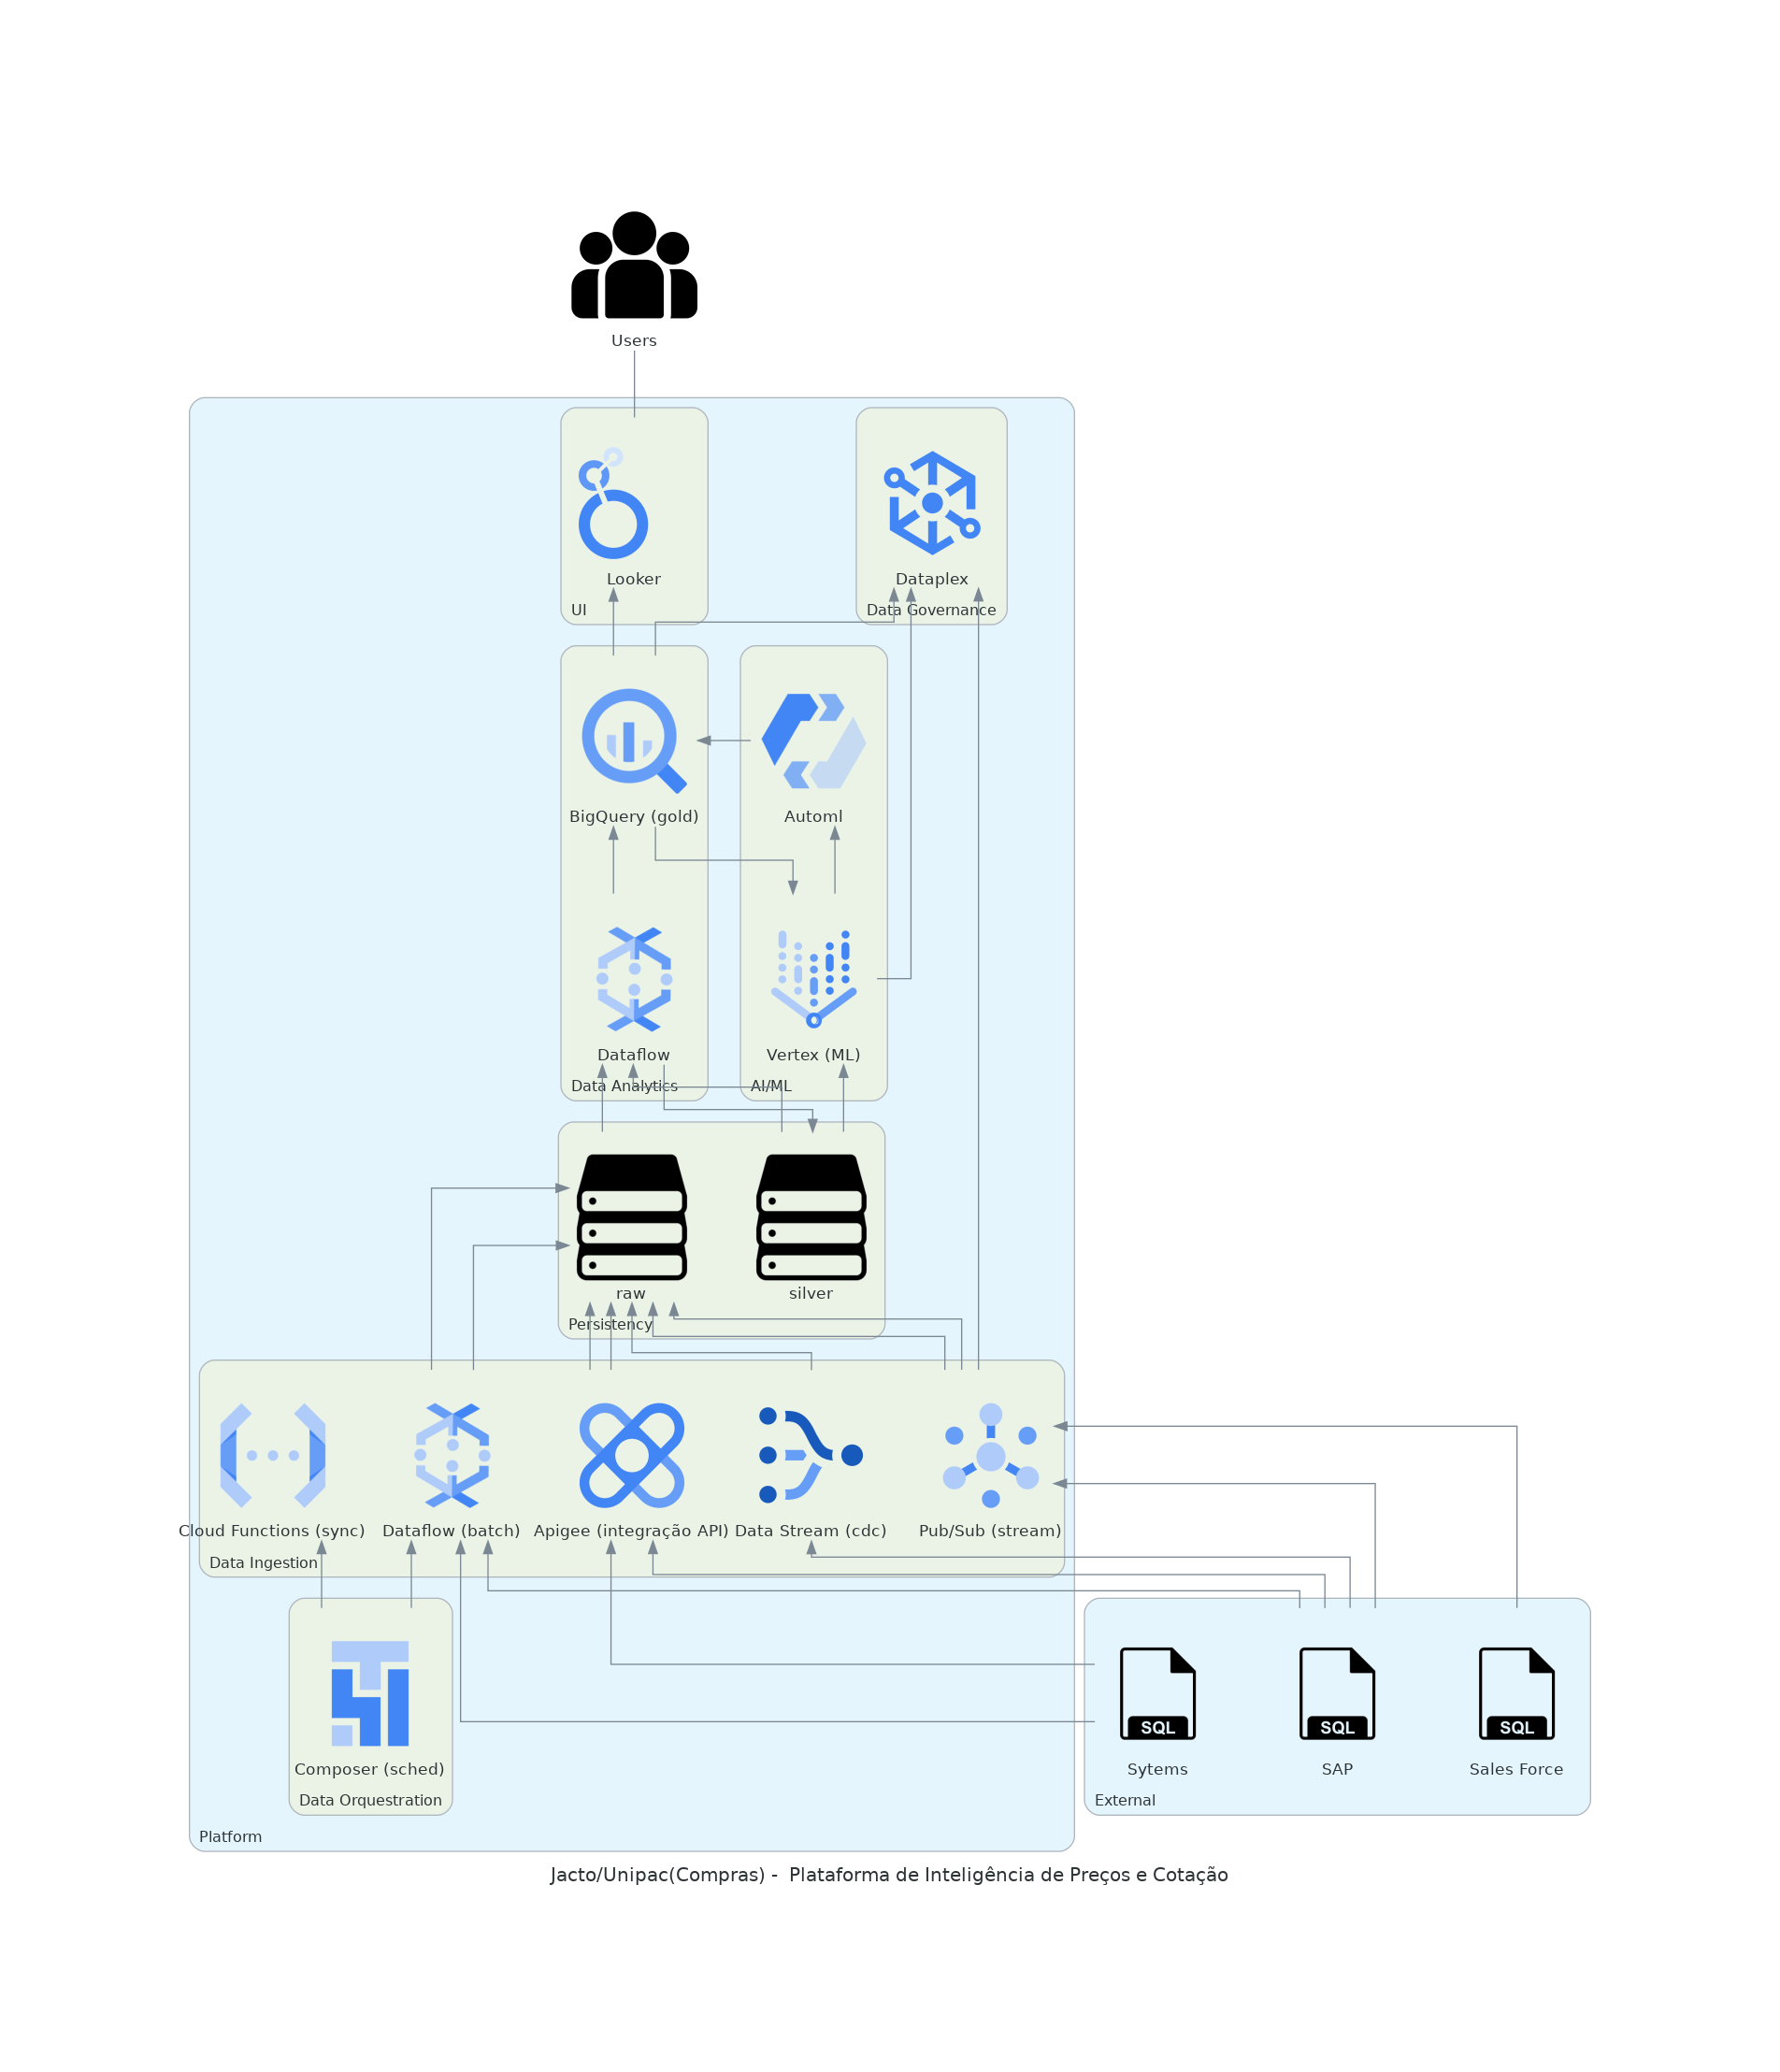 Users
Looker
UI
Dataplex
Data Governance
BigQuery (gold)
Automl
Dataflow
Data Analytics
Vertex (ML)
AI/ML
raw
silver
Persistency
Cloud Functions (sync)
Dataflow (batch)
Apigee (integração API)
Data Stream (cdc)
Pub/Sub (stream)
Data Ingestion
Composer (sched)
Data Orquestration
SQL
Sytems
SQL
SAP
SQL
Sales Force
External
Platform
Jacto/Unipac(Compras) -  Plataforma de Inteligência de Preços e Cotação